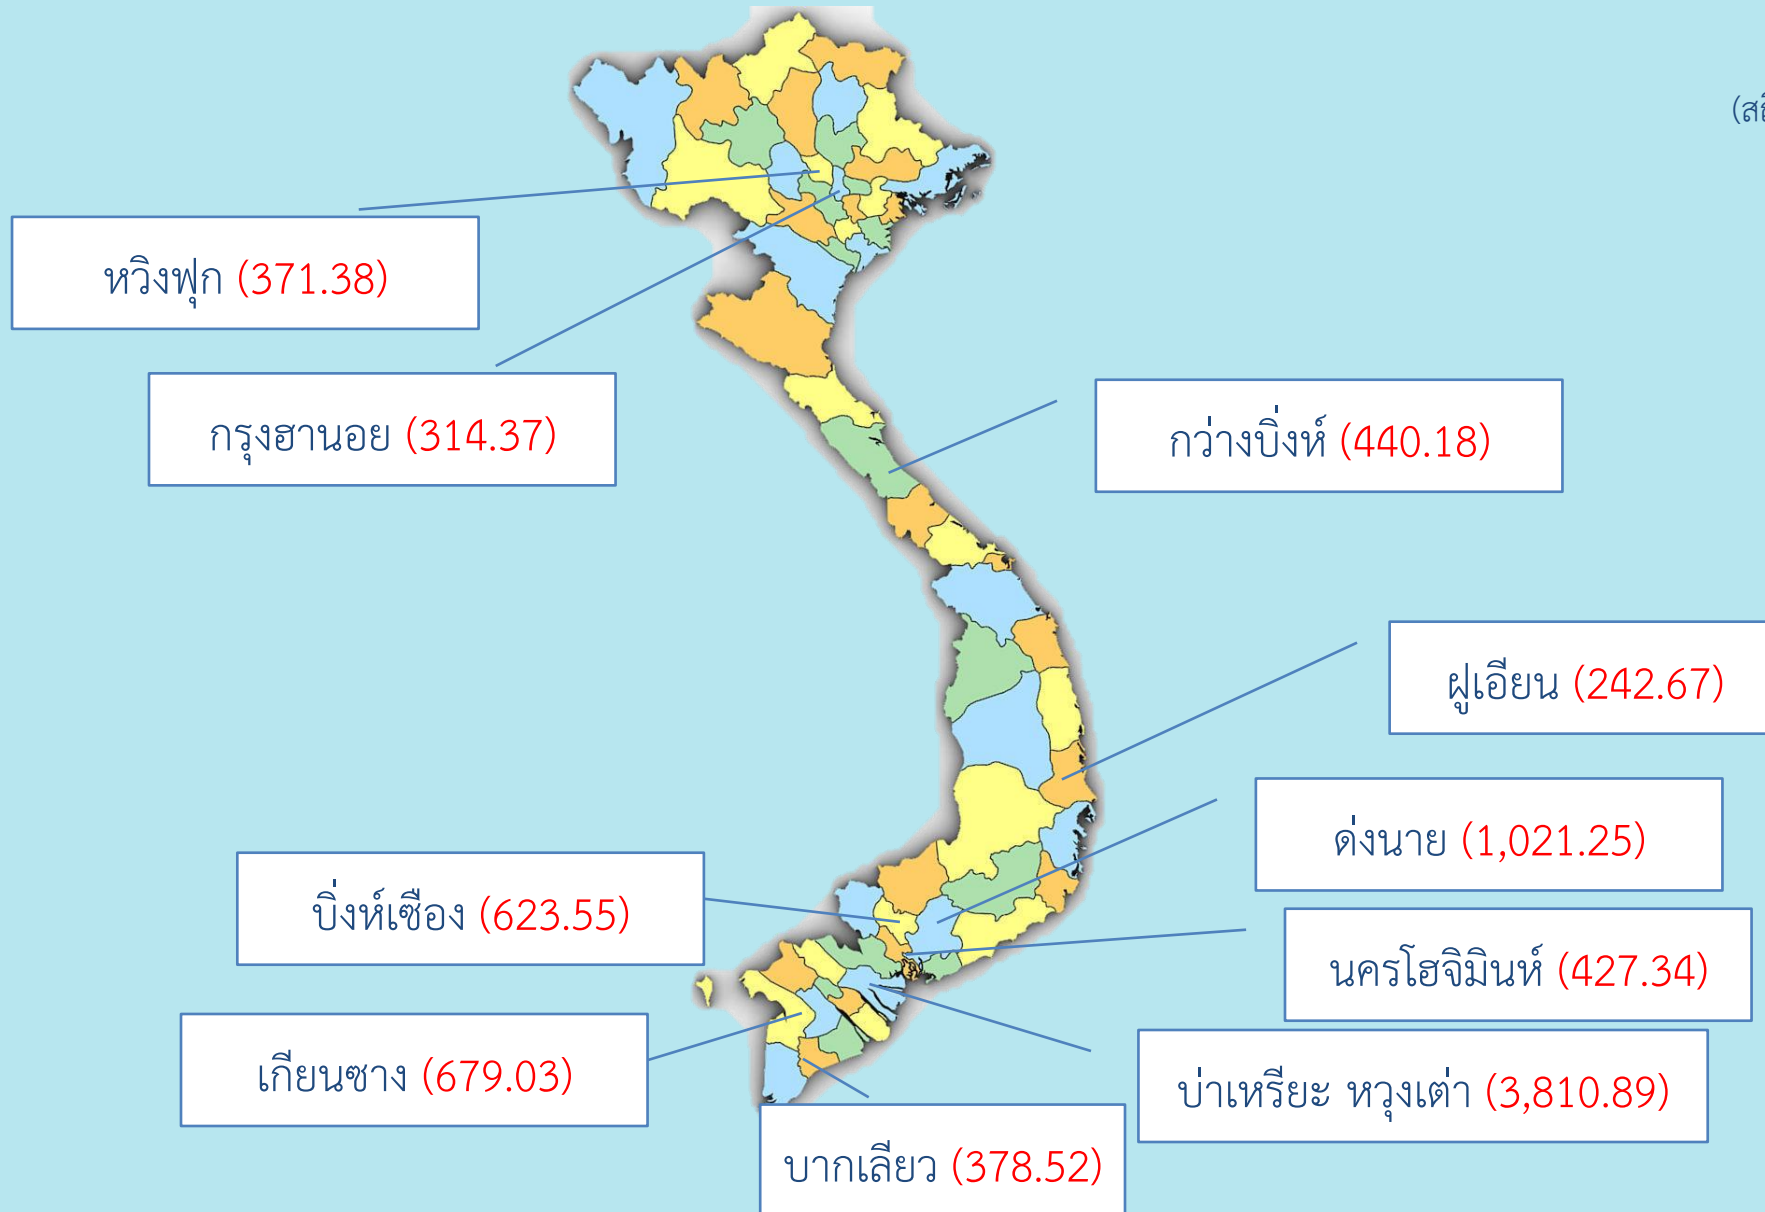 (สถิ
หวิงฟุก (371.38)
กรุงฮานอย (314.37)
กว่างบิ่งห์ (440.18)
ฝูเอียน (242.67)
ด่งนาย (1,021.25)
บิ่งห์เซือง (623.55)
นครโฮจิมินห์ (427.34)
เกียนซาง (679.03)
บ่าเหรียะ หวุงเต่า (3,810.89)
บากเลียว (378.52)